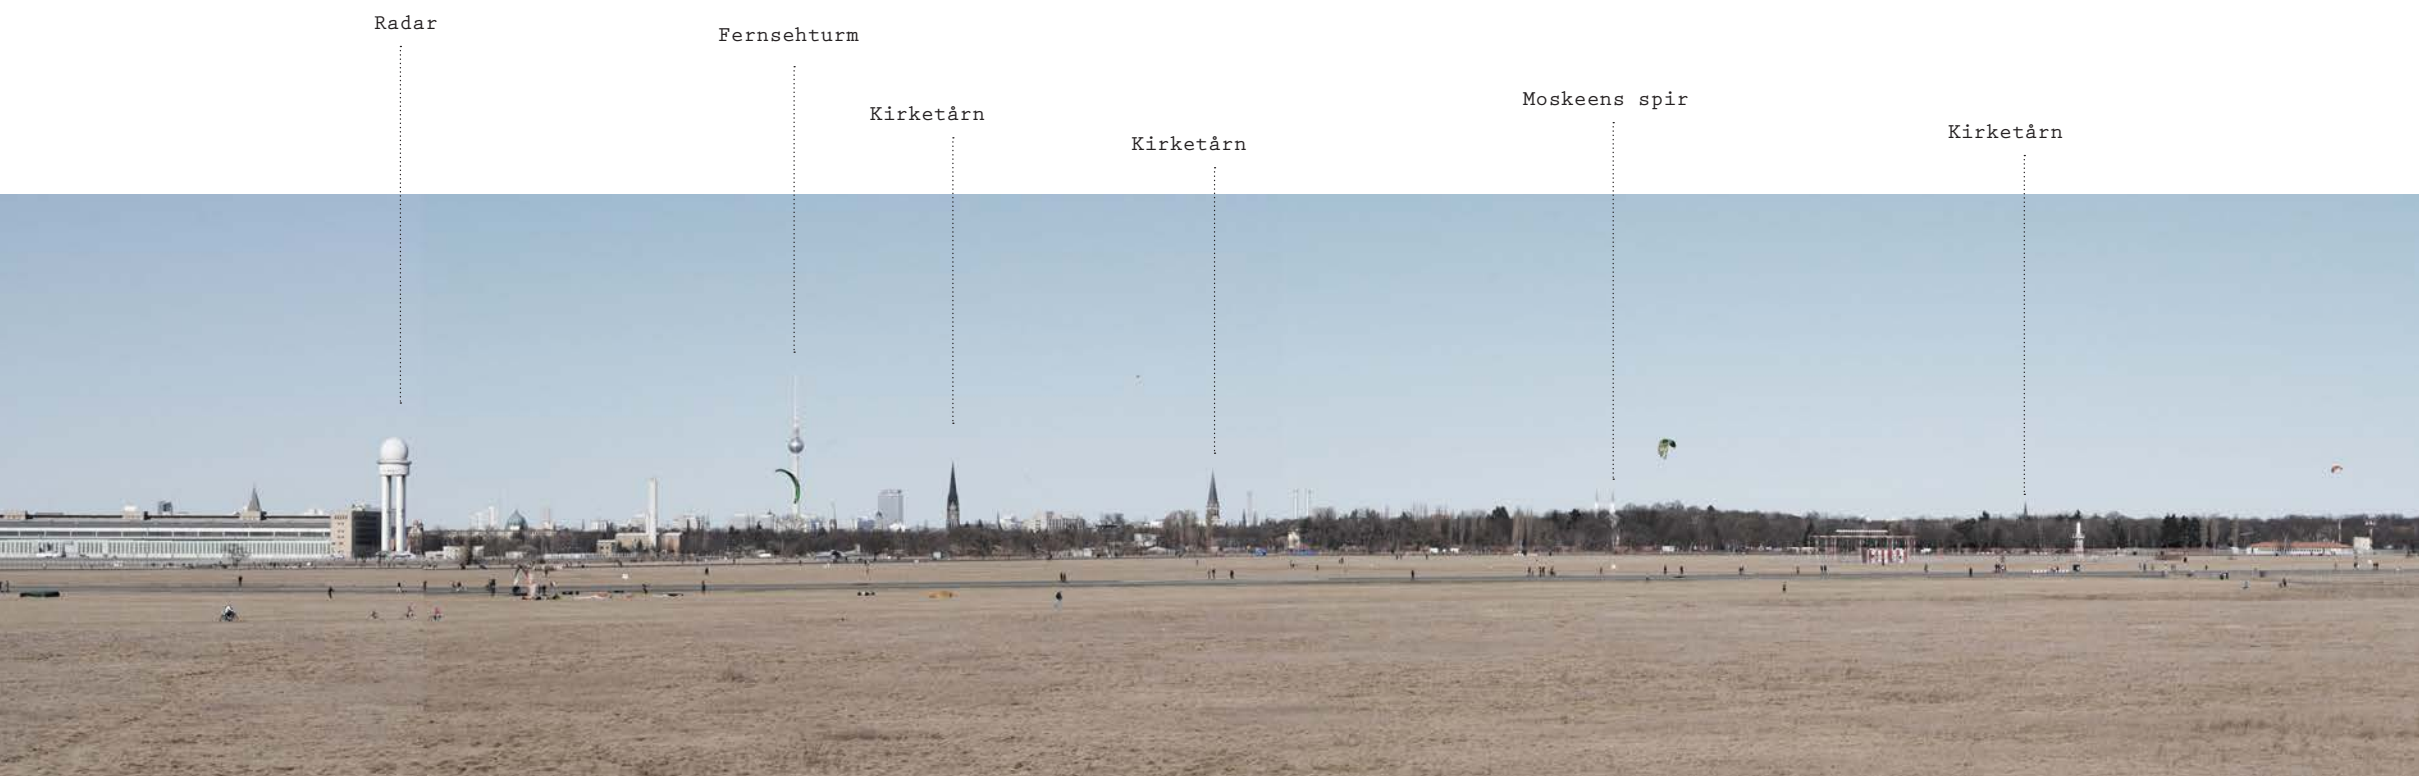 Radar
Fernsehturm
Kirketårn
Kirketårn
Moskeens spir
Kirketårn